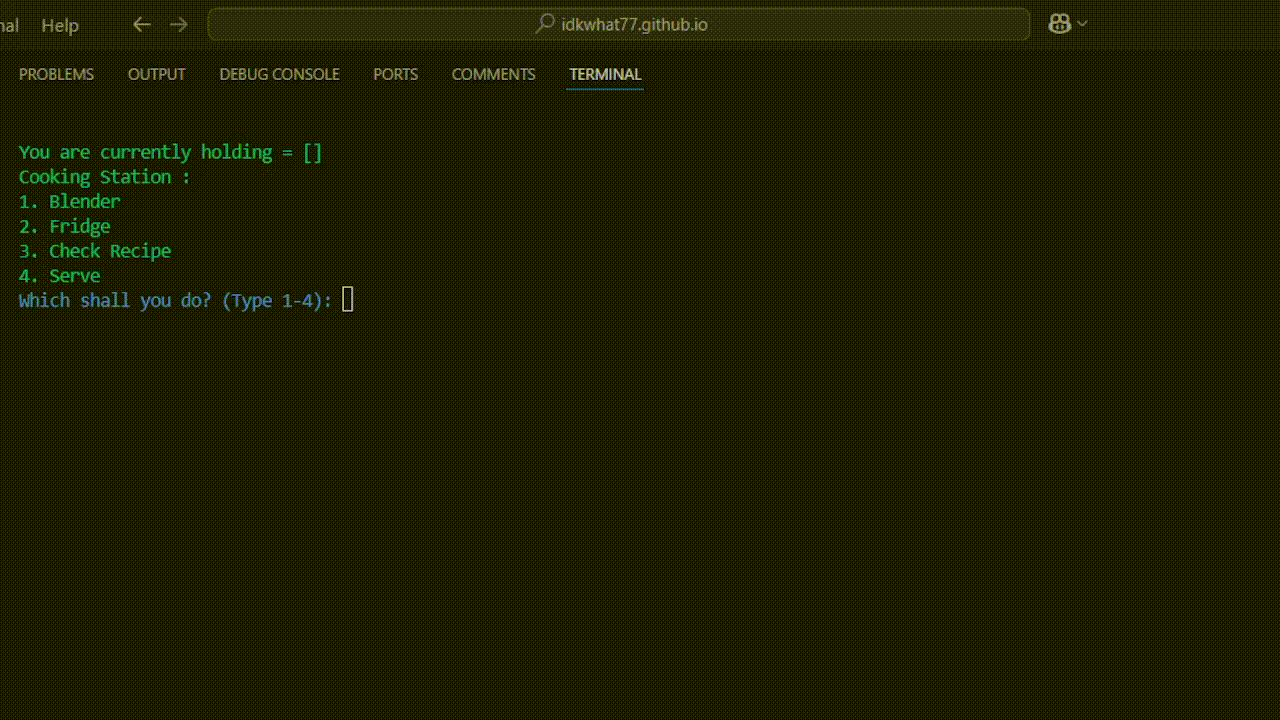 nal Help idkwhat77.github.io
PROBLEMS OUTPUT DEBUG CONSOLE PORTS COMMENTS TERMINAL
You are currently holding = []
Cooking Station :
1. Blender
2. Fridge
3. Check Recipe
4. Serve
Which shall you do? (Type 1-4):